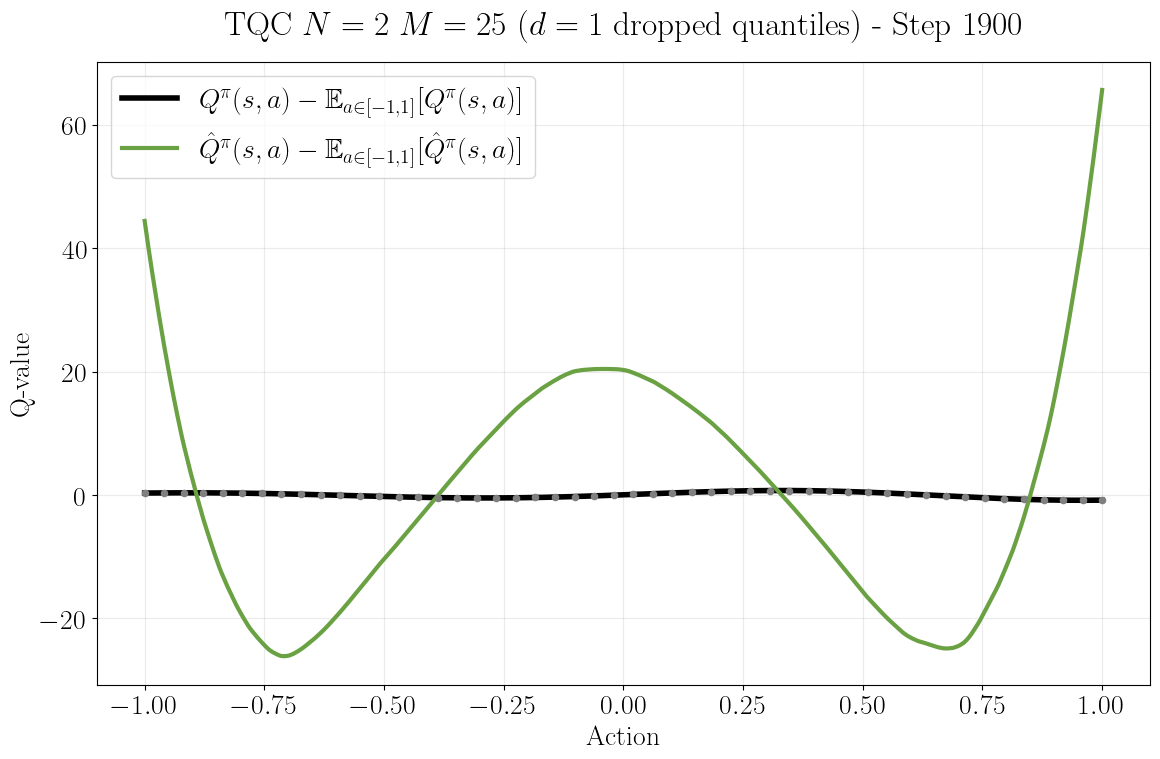 TQC N = 2 M = 25 (d = 1 dropped quantiles) - Step 1900
Q^π(s, a) − 𝔼_{a∈[−1,1]}[Q^π(s, a)]
Q̂^π(s, a) − 𝔼_{a∈[−1,1]}[Q̂^π(s, a)]
60
40
20
0
−20
Q-value
−1.00 −0.75 −0.50 −0.25 0.00 0.25 0.50 0.75 1.00
Action